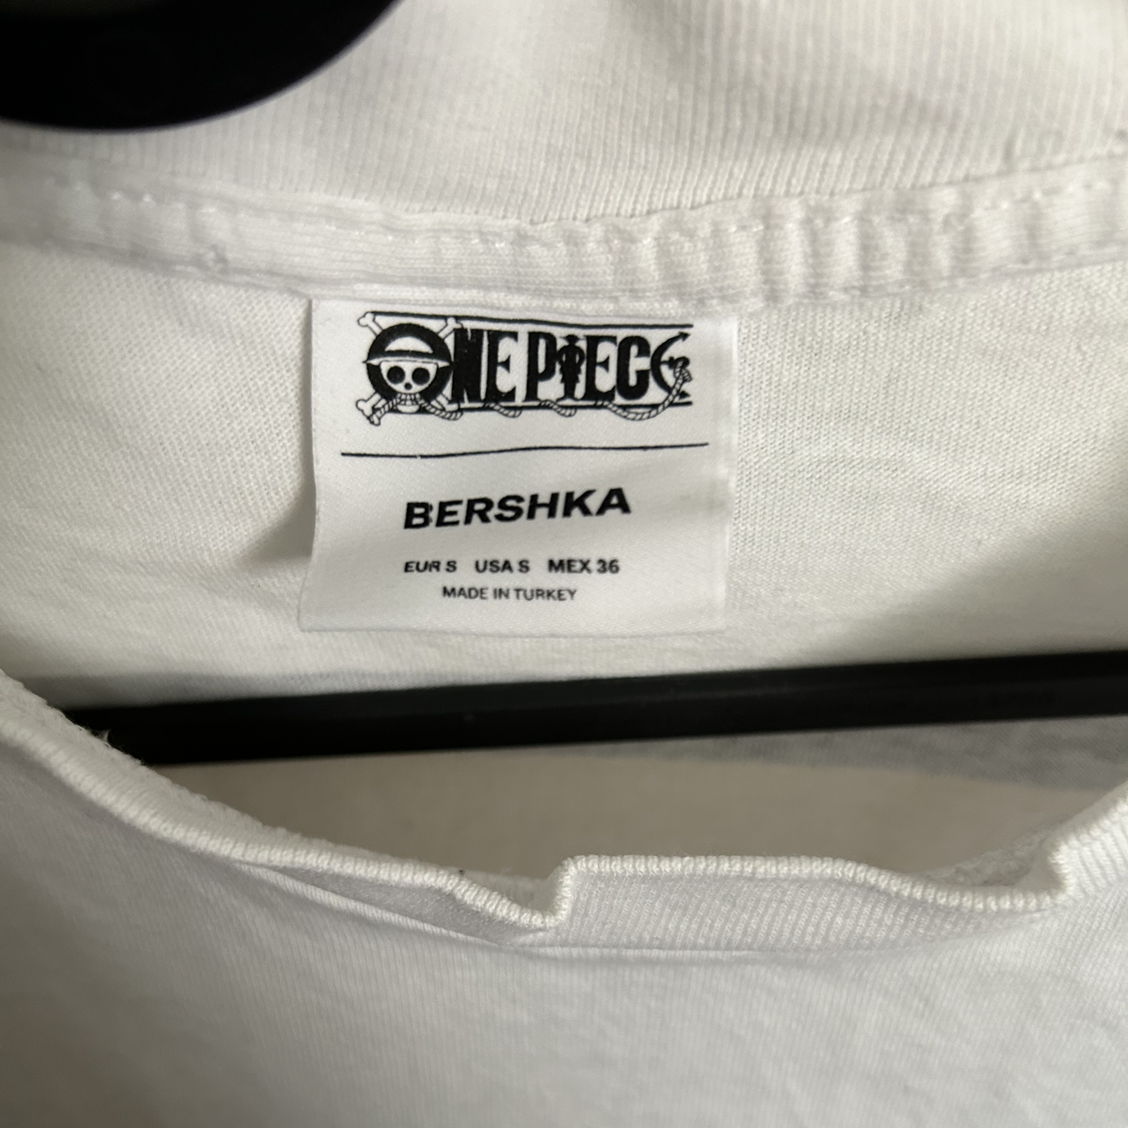 ONE PIECE
BERSHKA
EUR S USA S MEX 36
MADE IN TURKEY